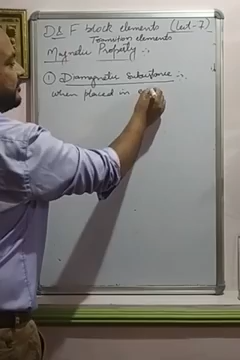 D & F block elements (Lect-7)
Transition elements
Magnetic Property :-
① Diamagnetic Substance :-
when placed in